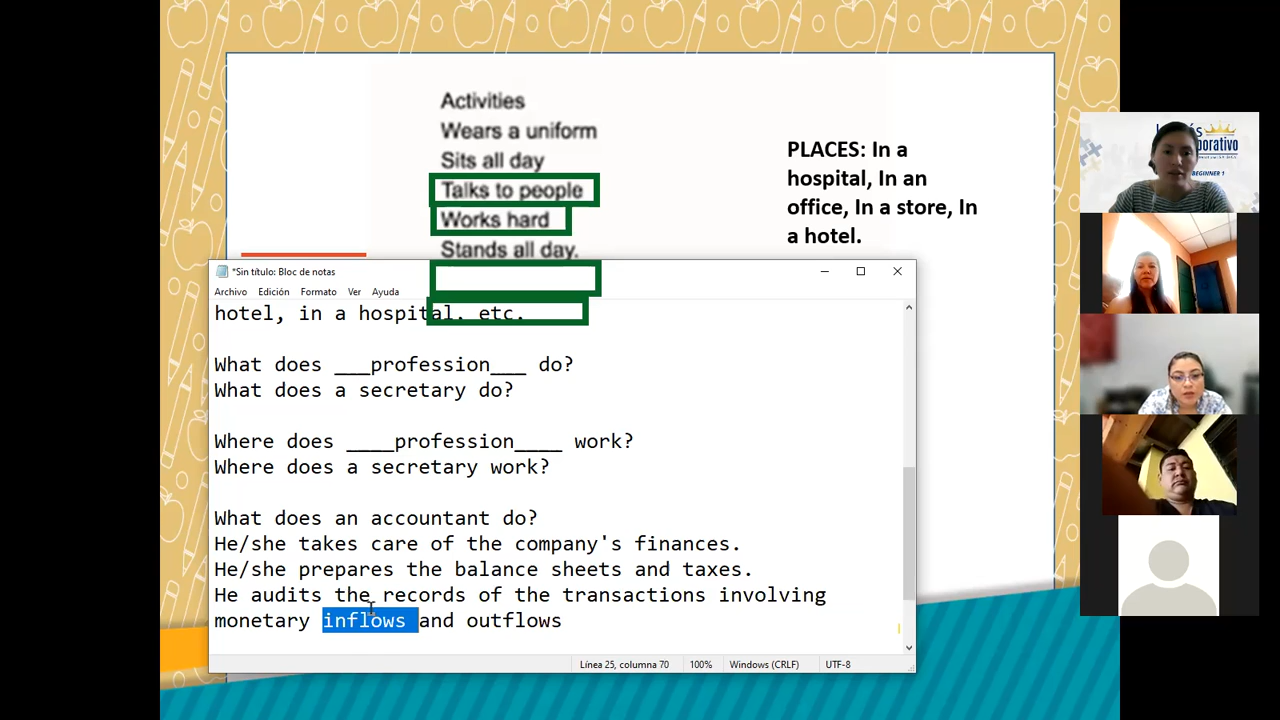 Activities
Wears a uniform
Sits all day
Talks to people
Works hard
Stands all day.
PLACES: In a
hospital, In an
office, In a store, In
a hotel.
*Sin título: Bloc de notas
Archivo Edición Formato Ver Ayuda
hotel, in a hospital. etc.
What does ___profession___ do?
What does a secretary do?
Where does ____profession____ work?
Where does a secretary work?
What does an accountant do?
He/she takes care of the company's finances.
He/she prepares the balance sheets and taxes.
He audits the records of the transactions involving
monetary inflows and outflows
Línea 25, columna 70 100% Windows (CRLF) UTF-8
BEGINNER 1